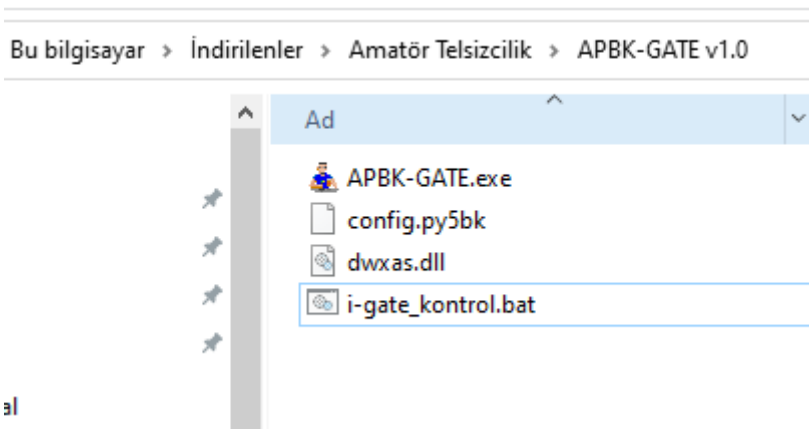 Bu bilgisayar > İndirilenler > Amatör Telsizcilik > APBK-GATE v1.0
Ad
APBK-GATE.exe
config.py5bk
dwxas.dll
i-gate_kontrol.bat
al